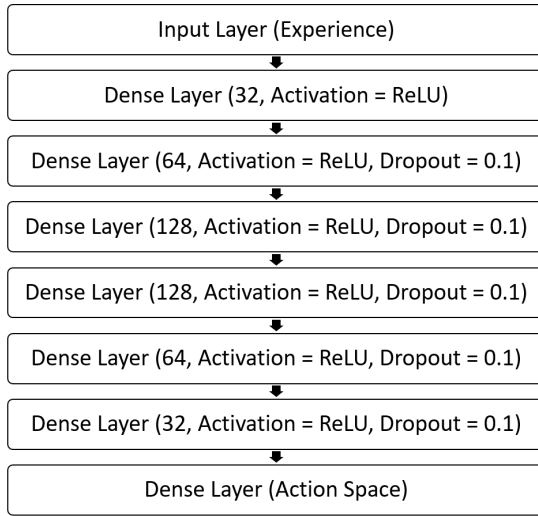 Input Layer (Experience)
Dense Layer (32, Activation = ReLU)
Dense Layer (64, Activation = ReLU, Dropout = 0.1)
Dense Layer (128, Activation = ReLU, Dropout = 0.1)
Dense Layer (128, Activation = ReLU, Dropout = 0.1)
Dense Layer (64, Activation = ReLU, Dropout = 0.1)
Dense Layer (32, Activation = ReLU, Dropout = 0.1)
Dense Layer (Action Space)